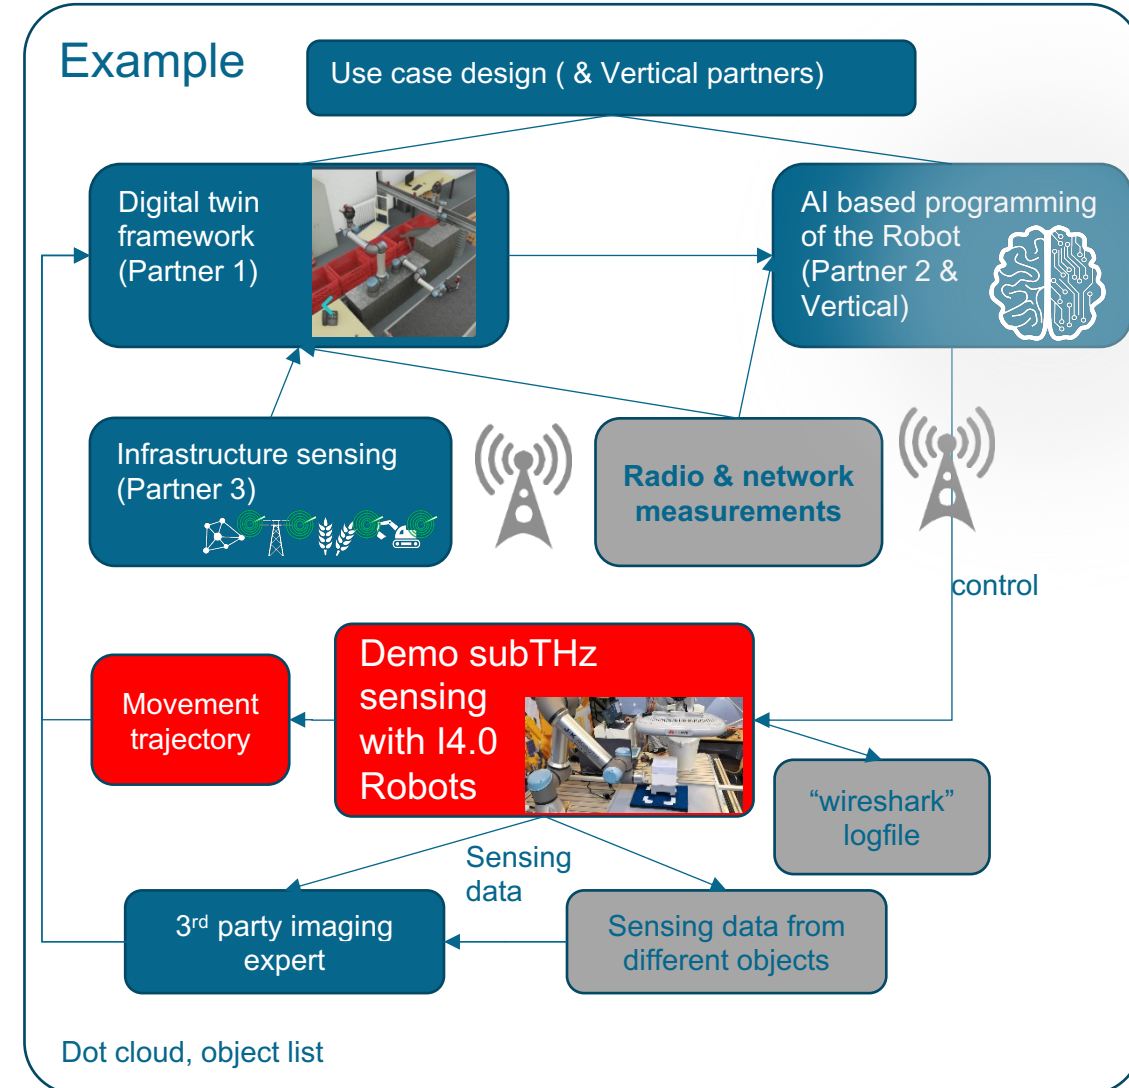 Example
Use case design ( & Vertical partners)
Digital twin
framework
(Partner 1)
AI based programming
of the Robot
(Partner 2 &
Vertical)
Infrastructure sensing
(Partner 3)
Radio & network
measurements
control
Movement
trajectory
Demo subTHz
sensing
with I4.0
Robots
“wireshark”
logfile
Sensing
data
3rd party imaging
expert
Sensing data from
different objects
Dot cloud, object list